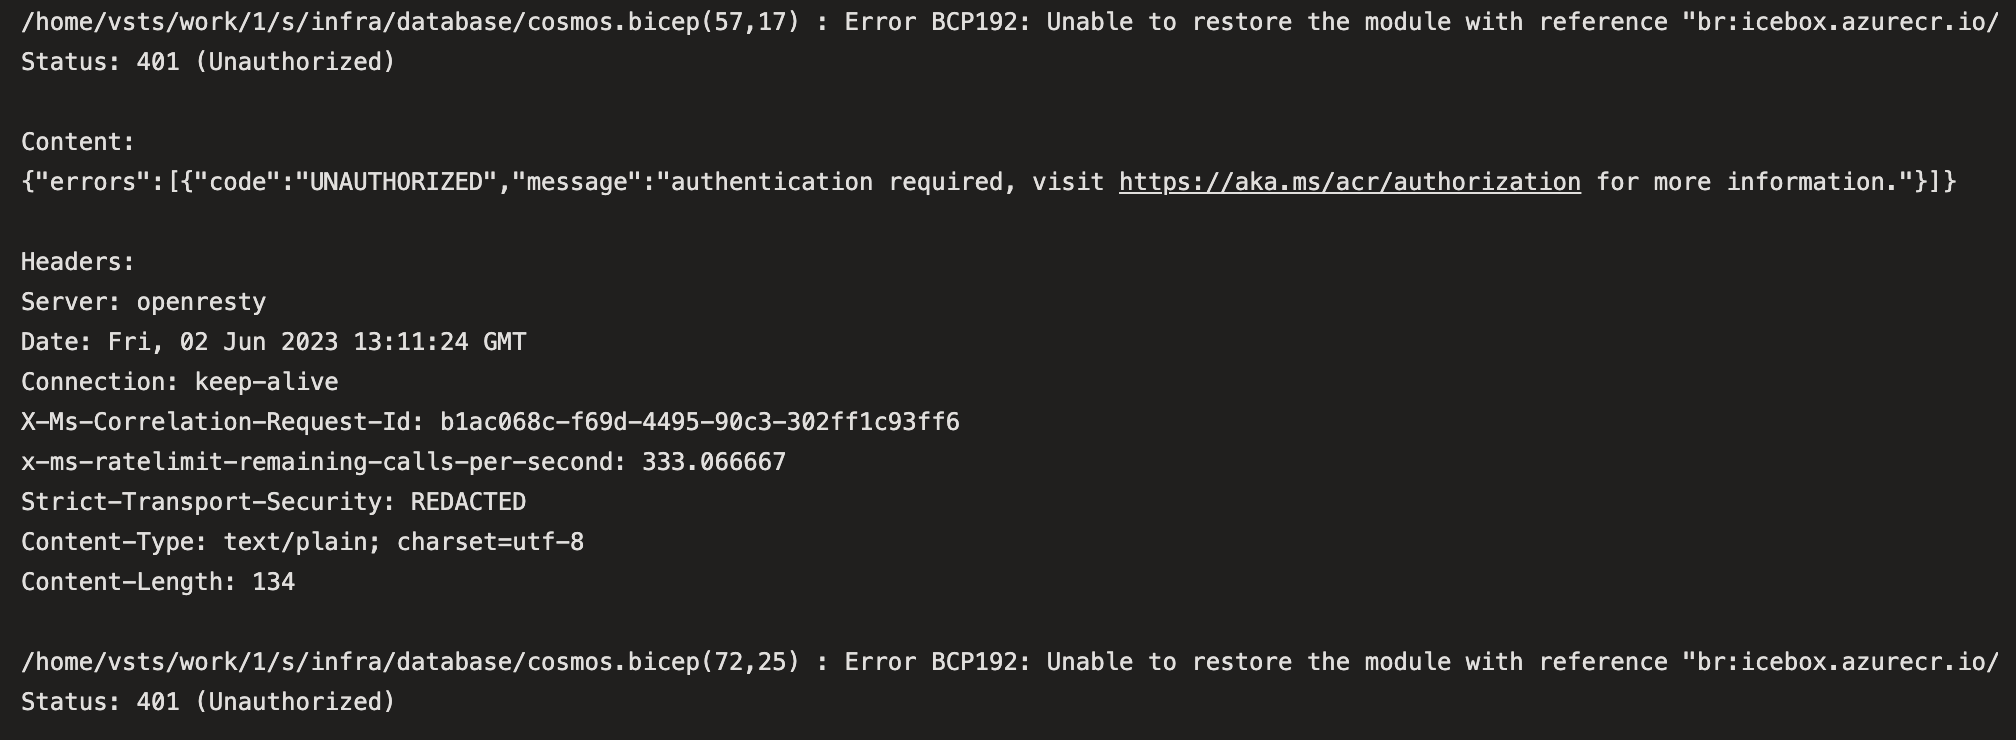 /home/vsts/work/1/s/infra/database/cosmos.bicep(57,17) : Error BCP192: Unable to restore the module with reference "br:icebox.azurecr.io/
Status: 401 (Unauthorized)
Content:
{"errors":[{"code":"UNAUTHORIZED","message":"authentication required, visit https://aka.ms/acr/authorization for more information."}]}
Headers:
Server: openresty
Date: Fri, 02 Jun 2023 13:11:24 GMT
Connection: keep-alive
X-Ms-Correlation-Request-Id: b1ac068c-f69d-4495-90c3-302ff1c93ff6
x-ms-ratelimit-remaining-calls-per-second: 333.066667
Strict-Transport-Security: REDACTED
Content-Type: text/plain; charset=utf-8
Content-Length: 134
/home/vsts/work/1/s/infra/database/cosmos.bicep(72,25) : Error BCP192: Unable to restore the module with reference "br:icebox.azurecr.io/
Status: 401 (Unauthorized)